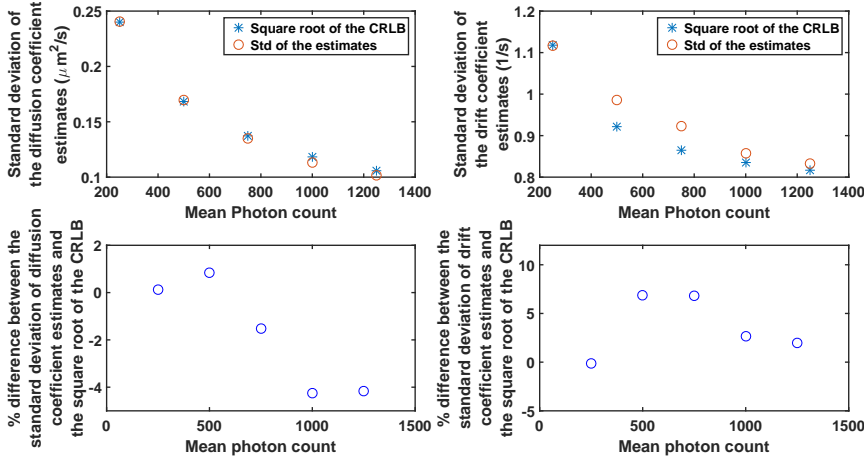 Standard deviation of
the diffusion coefficient
estimates (μ m²/s)
0.25
0.2
0.15
0.1
200 400 600 800 1000 1200 1400
Mean Photon count
Square root of the CRLB
Std of the estimates
Standard deviation of
the drift coefficient
estimates (1/s)
1.2
1.1
1
0.9
0.8
200 400 600 800 1000 1200 1400
Mean Photon count
Square root of the CRLB
Std of the estimates
% difference between the
standard deviation of diffusion
coefficient estimates and
the square root of the CRLB
2
0
-2
-4
0 500 1000 1500
Mean photon count
% difference between the
standard deviation of drift
coefficient estimates and
the square root of the CRLB
10
5
0
-5
0 500 1000 1500
Mean photon count